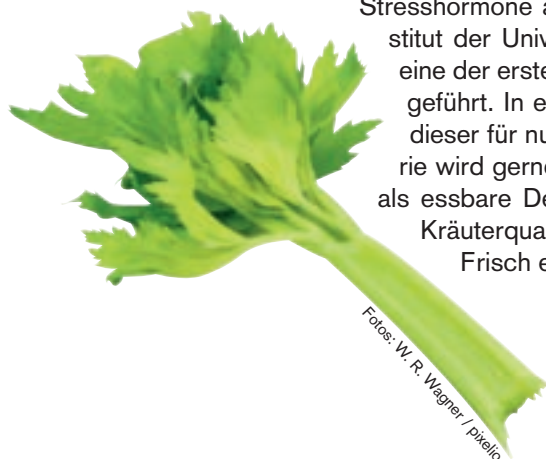 Stresshormone a
stitut der Univ
eine der erste
geführt. In e
dieser für nu
rie wird gerne
als essbare De
Kräuterqua
Frisch e
Fotos: W. R. Wagner / pixelio